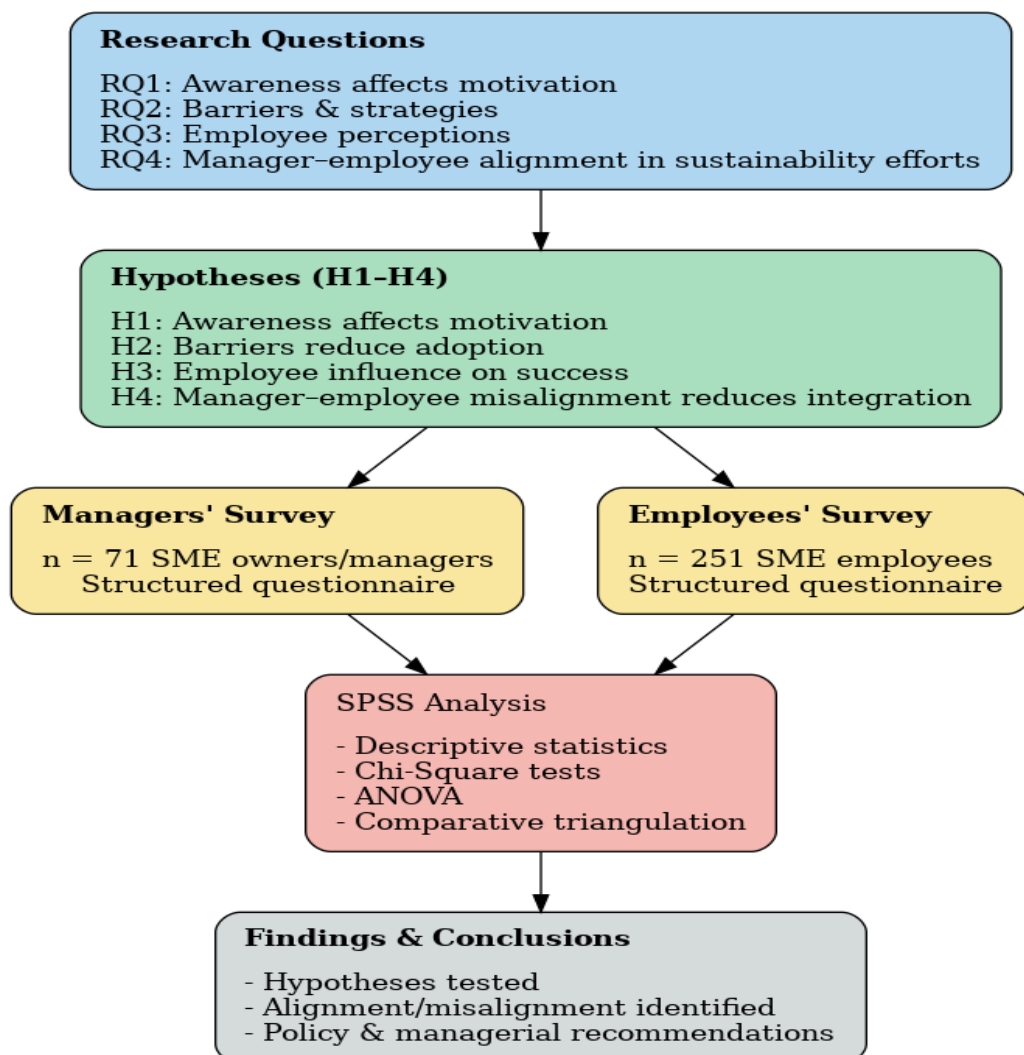 Research Questions
RQ1: Awareness affects motivation
RQ2: Barriers & strategies
RQ3: Employee perceptions
RQ4: Manager–employee alignment in sustainability efforts
Hypotheses (H1–H4)
H1: Awareness affects motivation
H2: Barriers reduce adoption
H3: Employee influence on success
H4: Manager–employee misalignment reduces integration
Managers' Survey
n = 71 SME owners/managers
Structured questionnaire
Employees' Survey
n = 251 SME employees
Structured questionnaire
SPSS Analysis
- Descriptive statistics
- Chi-Square tests
- ANOVA
- Comparative triangulation
Findings & Conclusions
- Hypotheses tested
- Alignment/misalignment identified
- Policy & managerial recommendations